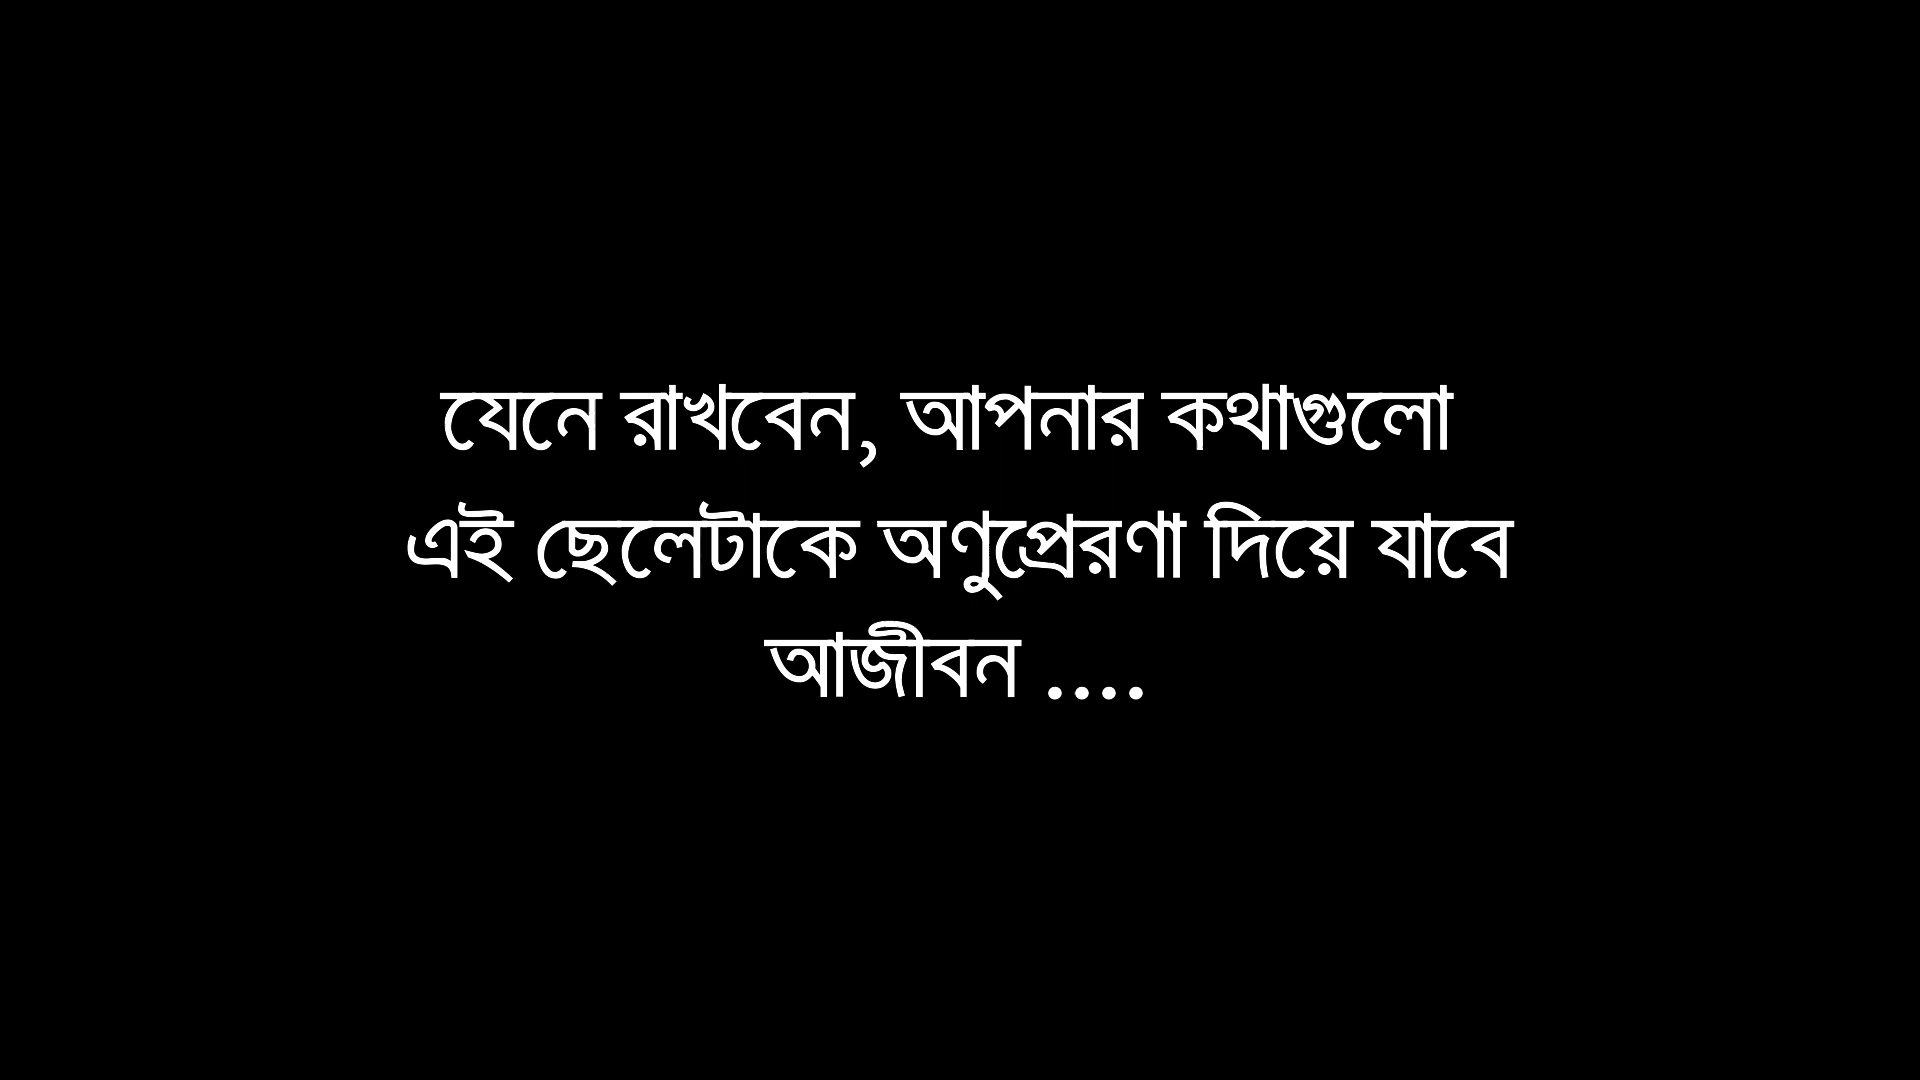 যেনে রাখবেন, আপনার কথাগুলো
এই ছেলেটাকে অণুপ্রেরণা দিয়ে যাবে
আজীবন ....